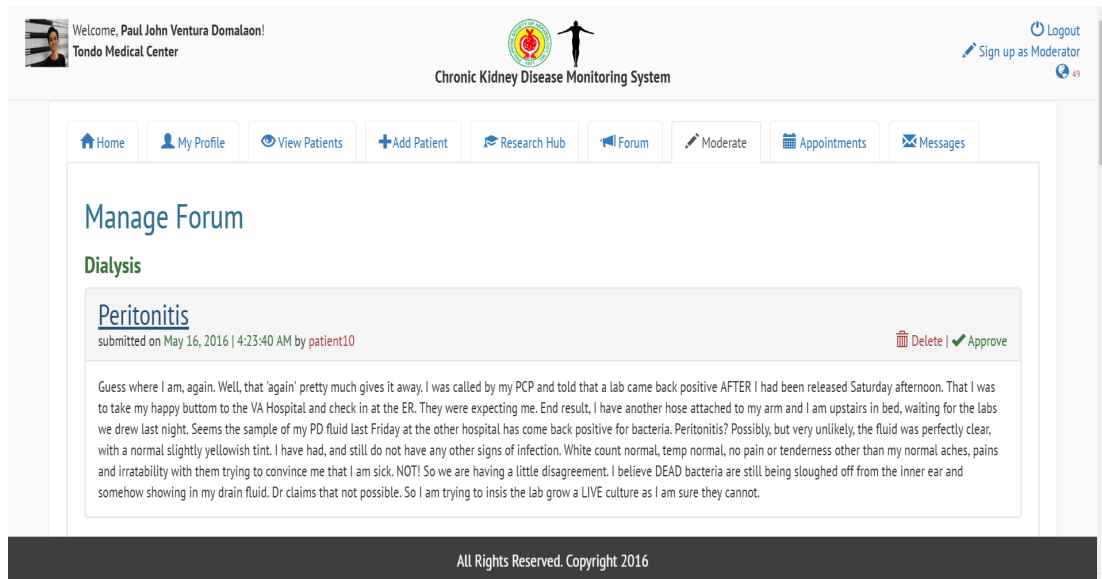 Welcome, Paul John Ventura Domalaon!
Tondo Medical Center
Chronic Kidney Disease Monitoring System
Logout
Sign up as Moderator
49
Home
My Profile
View Patients
Add Patient
Research Hub
Forum
Moderate
Appointments
Messages
Manage Forum
Dialysis
Peritonitis
submitted on May 16, 2016 | 4:23:40 AM by patient10
Delete | Approve
Guess where I am, again. Well, that 'again' pretty much gives it away. I was called by my PCP and told that a lab came back positive AFTER I had been released Saturday afternoon. That I was
to take my happy buttom to the VA Hospital and check in at the ER. They were expecting me. End result, I have another hose attached to my arm and I am upstairs in bed, waiting for the labs
we drew last night. Seems the sample of my PD fluid last Friday at the other hospital has come back positive for bacteria. Peritonitis? Possibly, but very unlikely, the fluid was perfectly clear,
with a normal slightly yellowish tint. I have had, and still do not have any other signs of infection. White count normal, temp normal, no pain or tenderness other than my normal aches, pains
and irratability with them trying to convince me that I am sick. NOT! So we are having a little disagreement. I believe DEAD bacteria are still being sloughed off from the inner ear and
somehow showing in my drain fluid. Dr claims that not possible. So I am trying to insis the lab grow a LIVE culture as I am sure they cannot.
All Rights Reserved. Copyright 2016